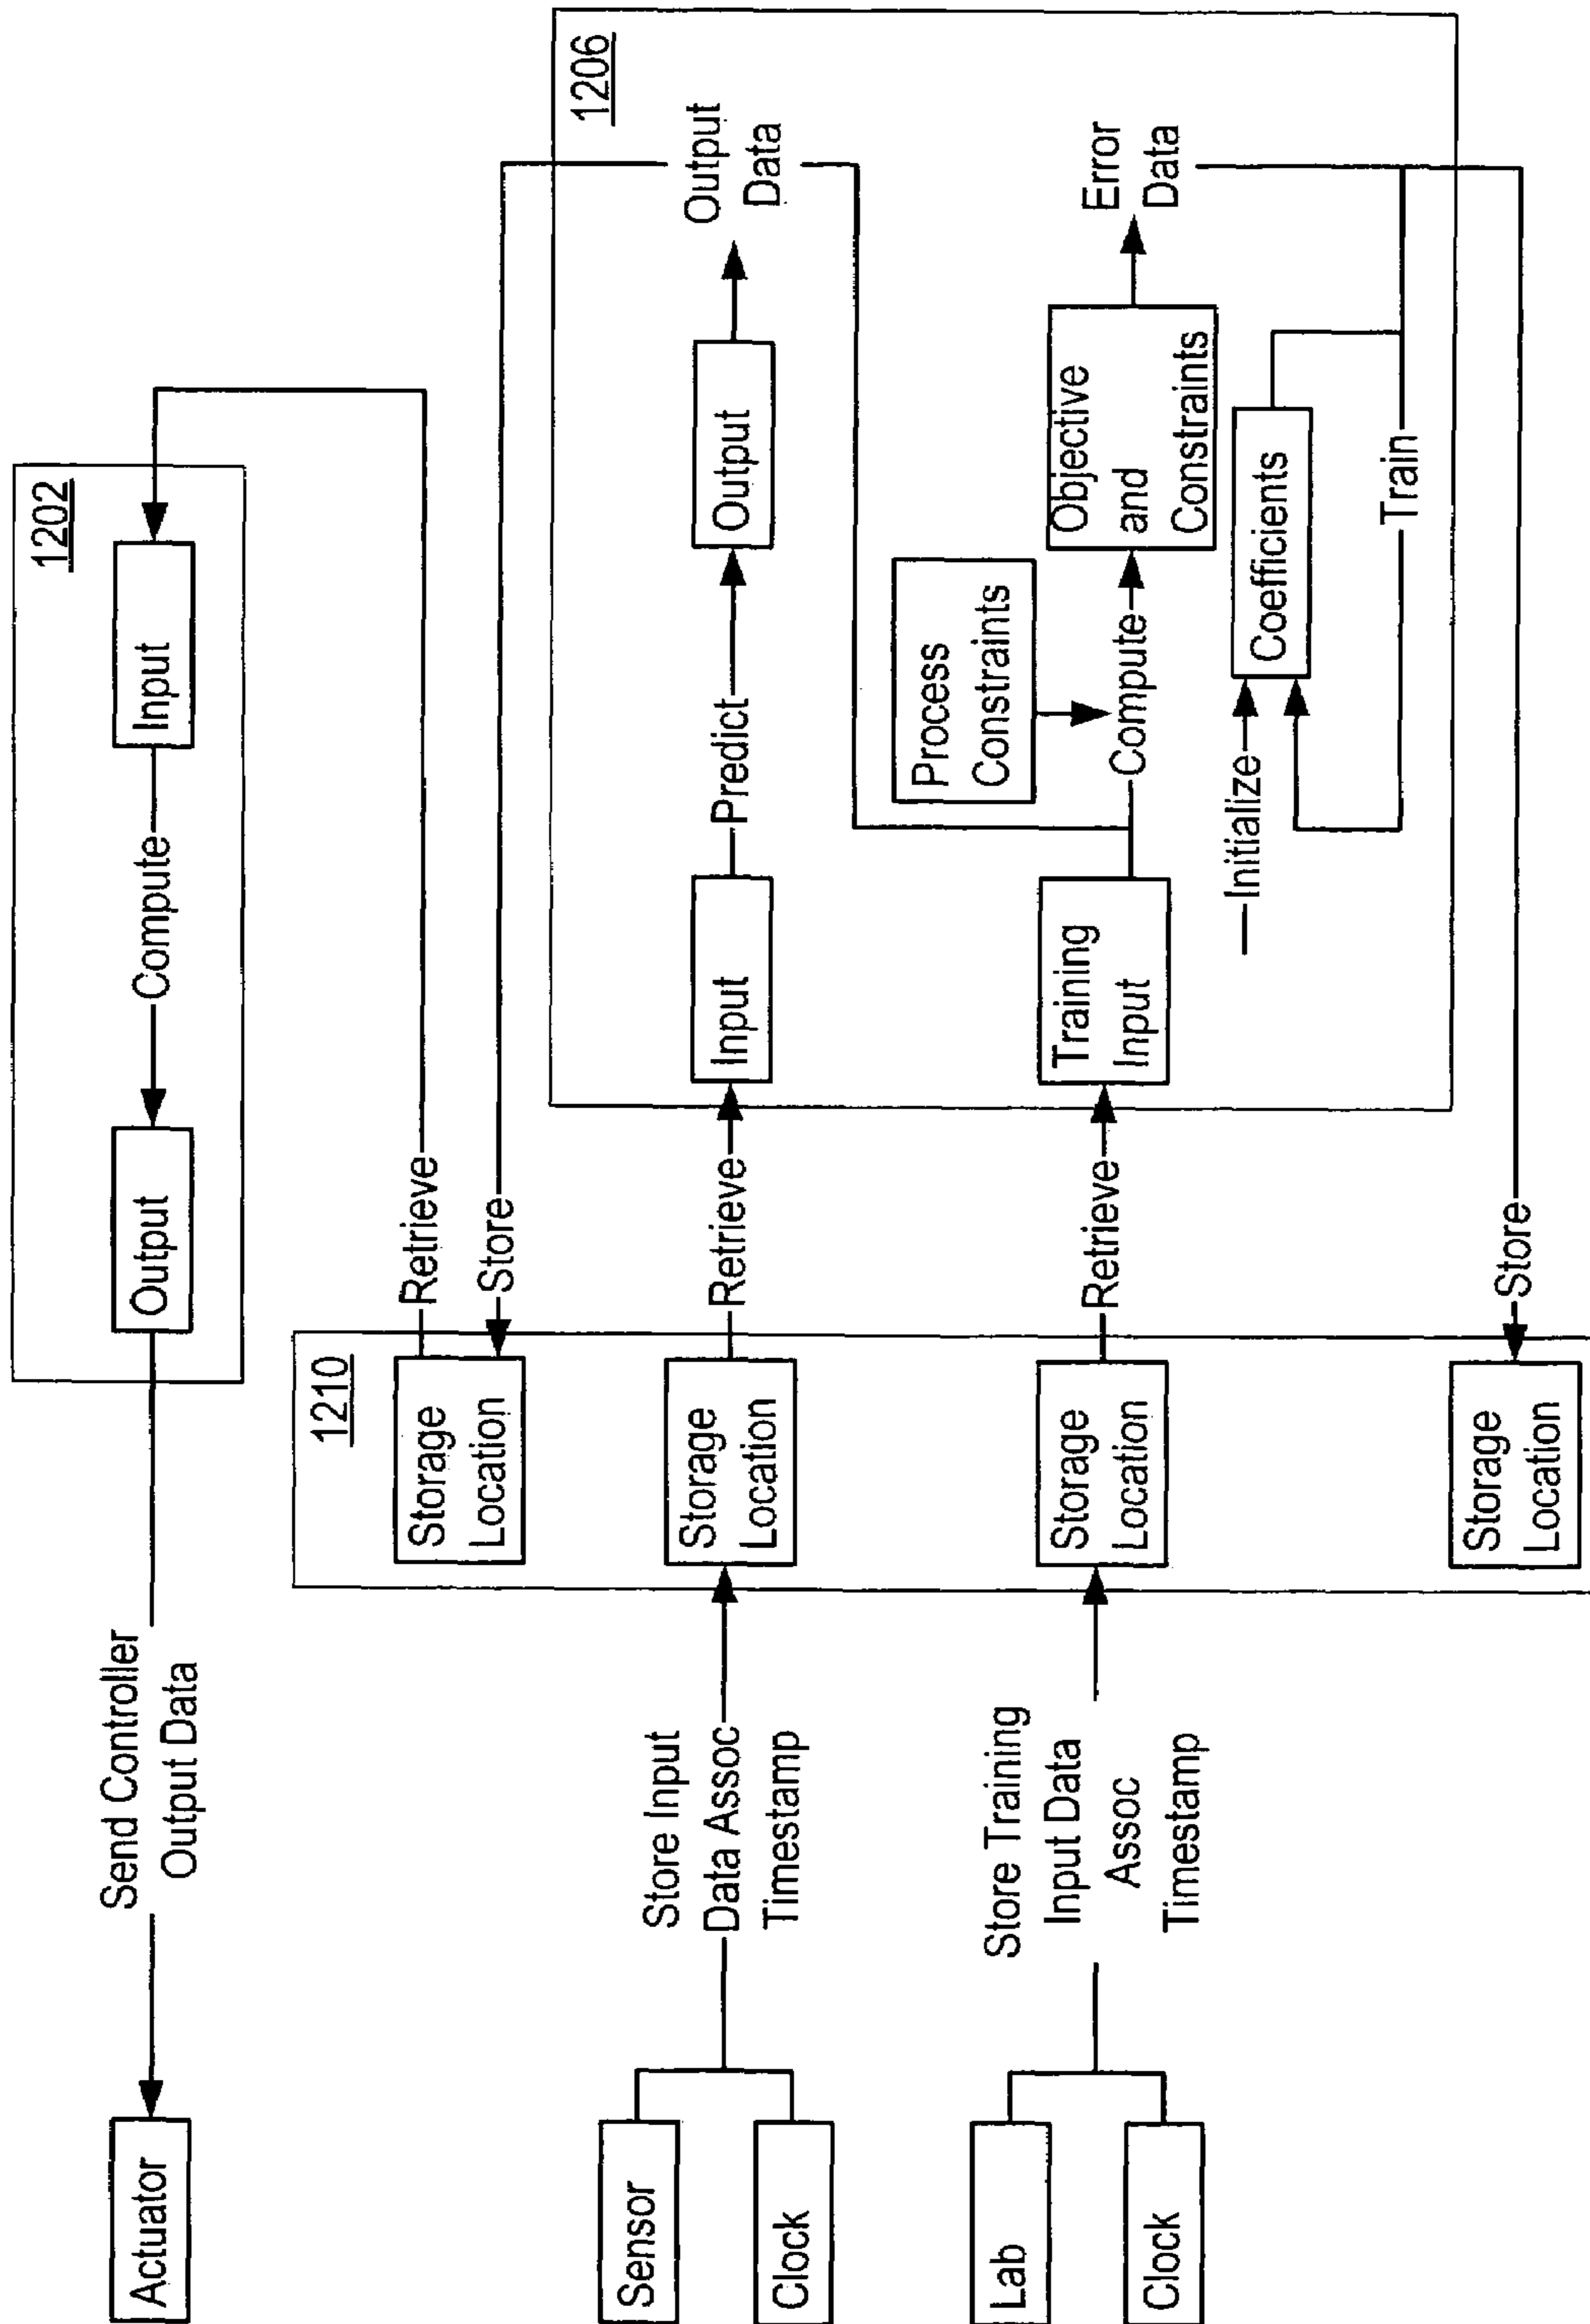 1202
Actuator
Send Controller
Output Data
Output
Compute
Input
1210
Storage
Location
Retrieve
Store
1206
Sensor
Clock
Store Input
Data Assoc
Timestamp
Storage
Location
Retrieve
Input
Predict
Output
Output
Data
Process
Constraints
Lab
Clock
Store Training
Input Data
Assoc
Timestamp
Storage
Location
Retrieve
Training
Input
Compute
Objective
and
Constraints
Error
Data
Initialize
Coefficients
Train
Storage
Location
Store